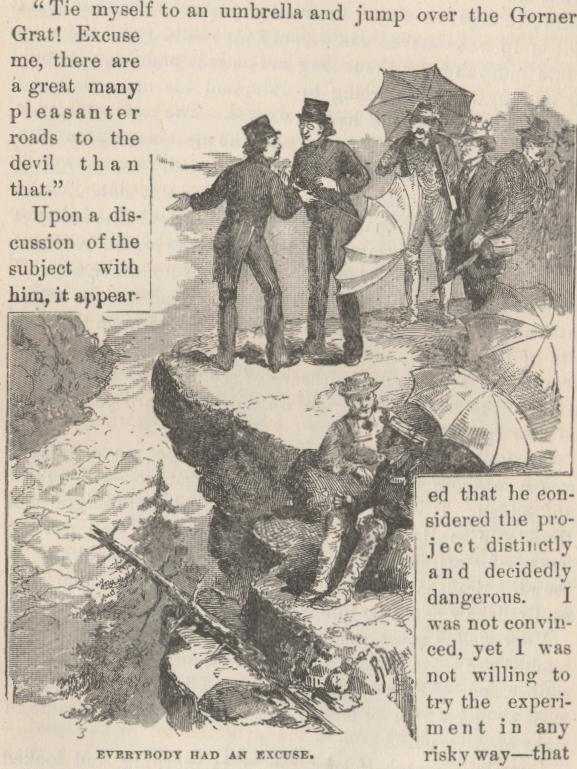 “Tie myself to an umbrella and jump over the Gorner
Grat! Excuse
me, there are
a great many
pleasanter
roads to the
devil than
that.”
Upon a dis-
cussion of the
subject with
him, it appear-
ed that he con-
sidered the pro-
ject distinctly
and decidedly
dangerous. I
was not convin-
ced, yet I was
not willing to
try the experi-
ment in any
risky way—that
EVERYBODY HAD AN EXCUSE.